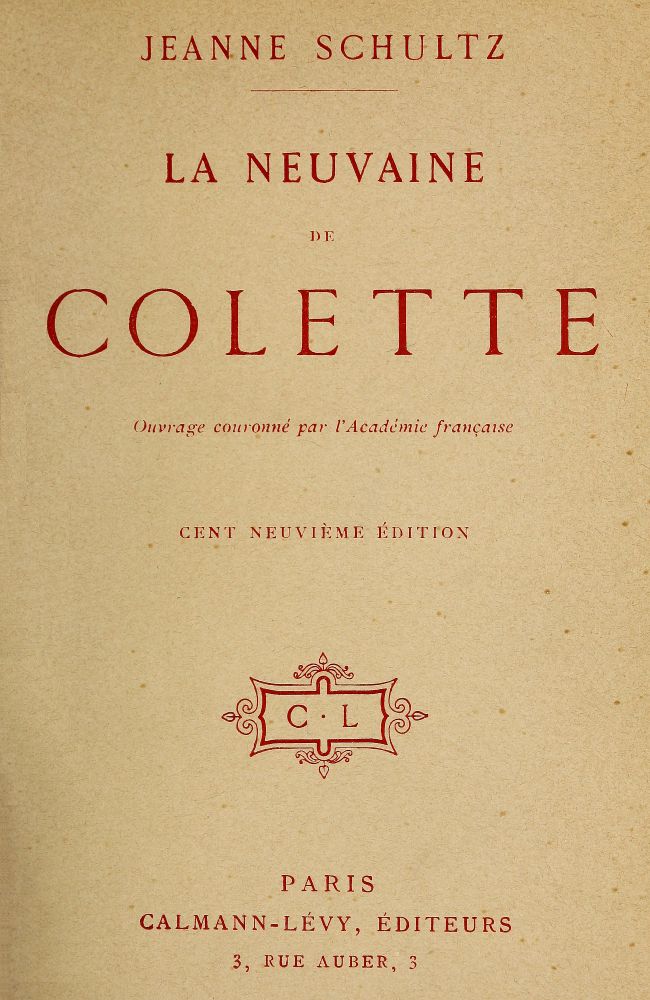 JEANNE SCHULTZ
LA NEUVAINE
DE
COLETTE
Ouvrage couronné par l'Académie française
CENT NEUVIÈME ÉDITION
C · L
PARIS
CALMANN-LÉVY, ÉDITEURS
3, RUE AUBER, 3